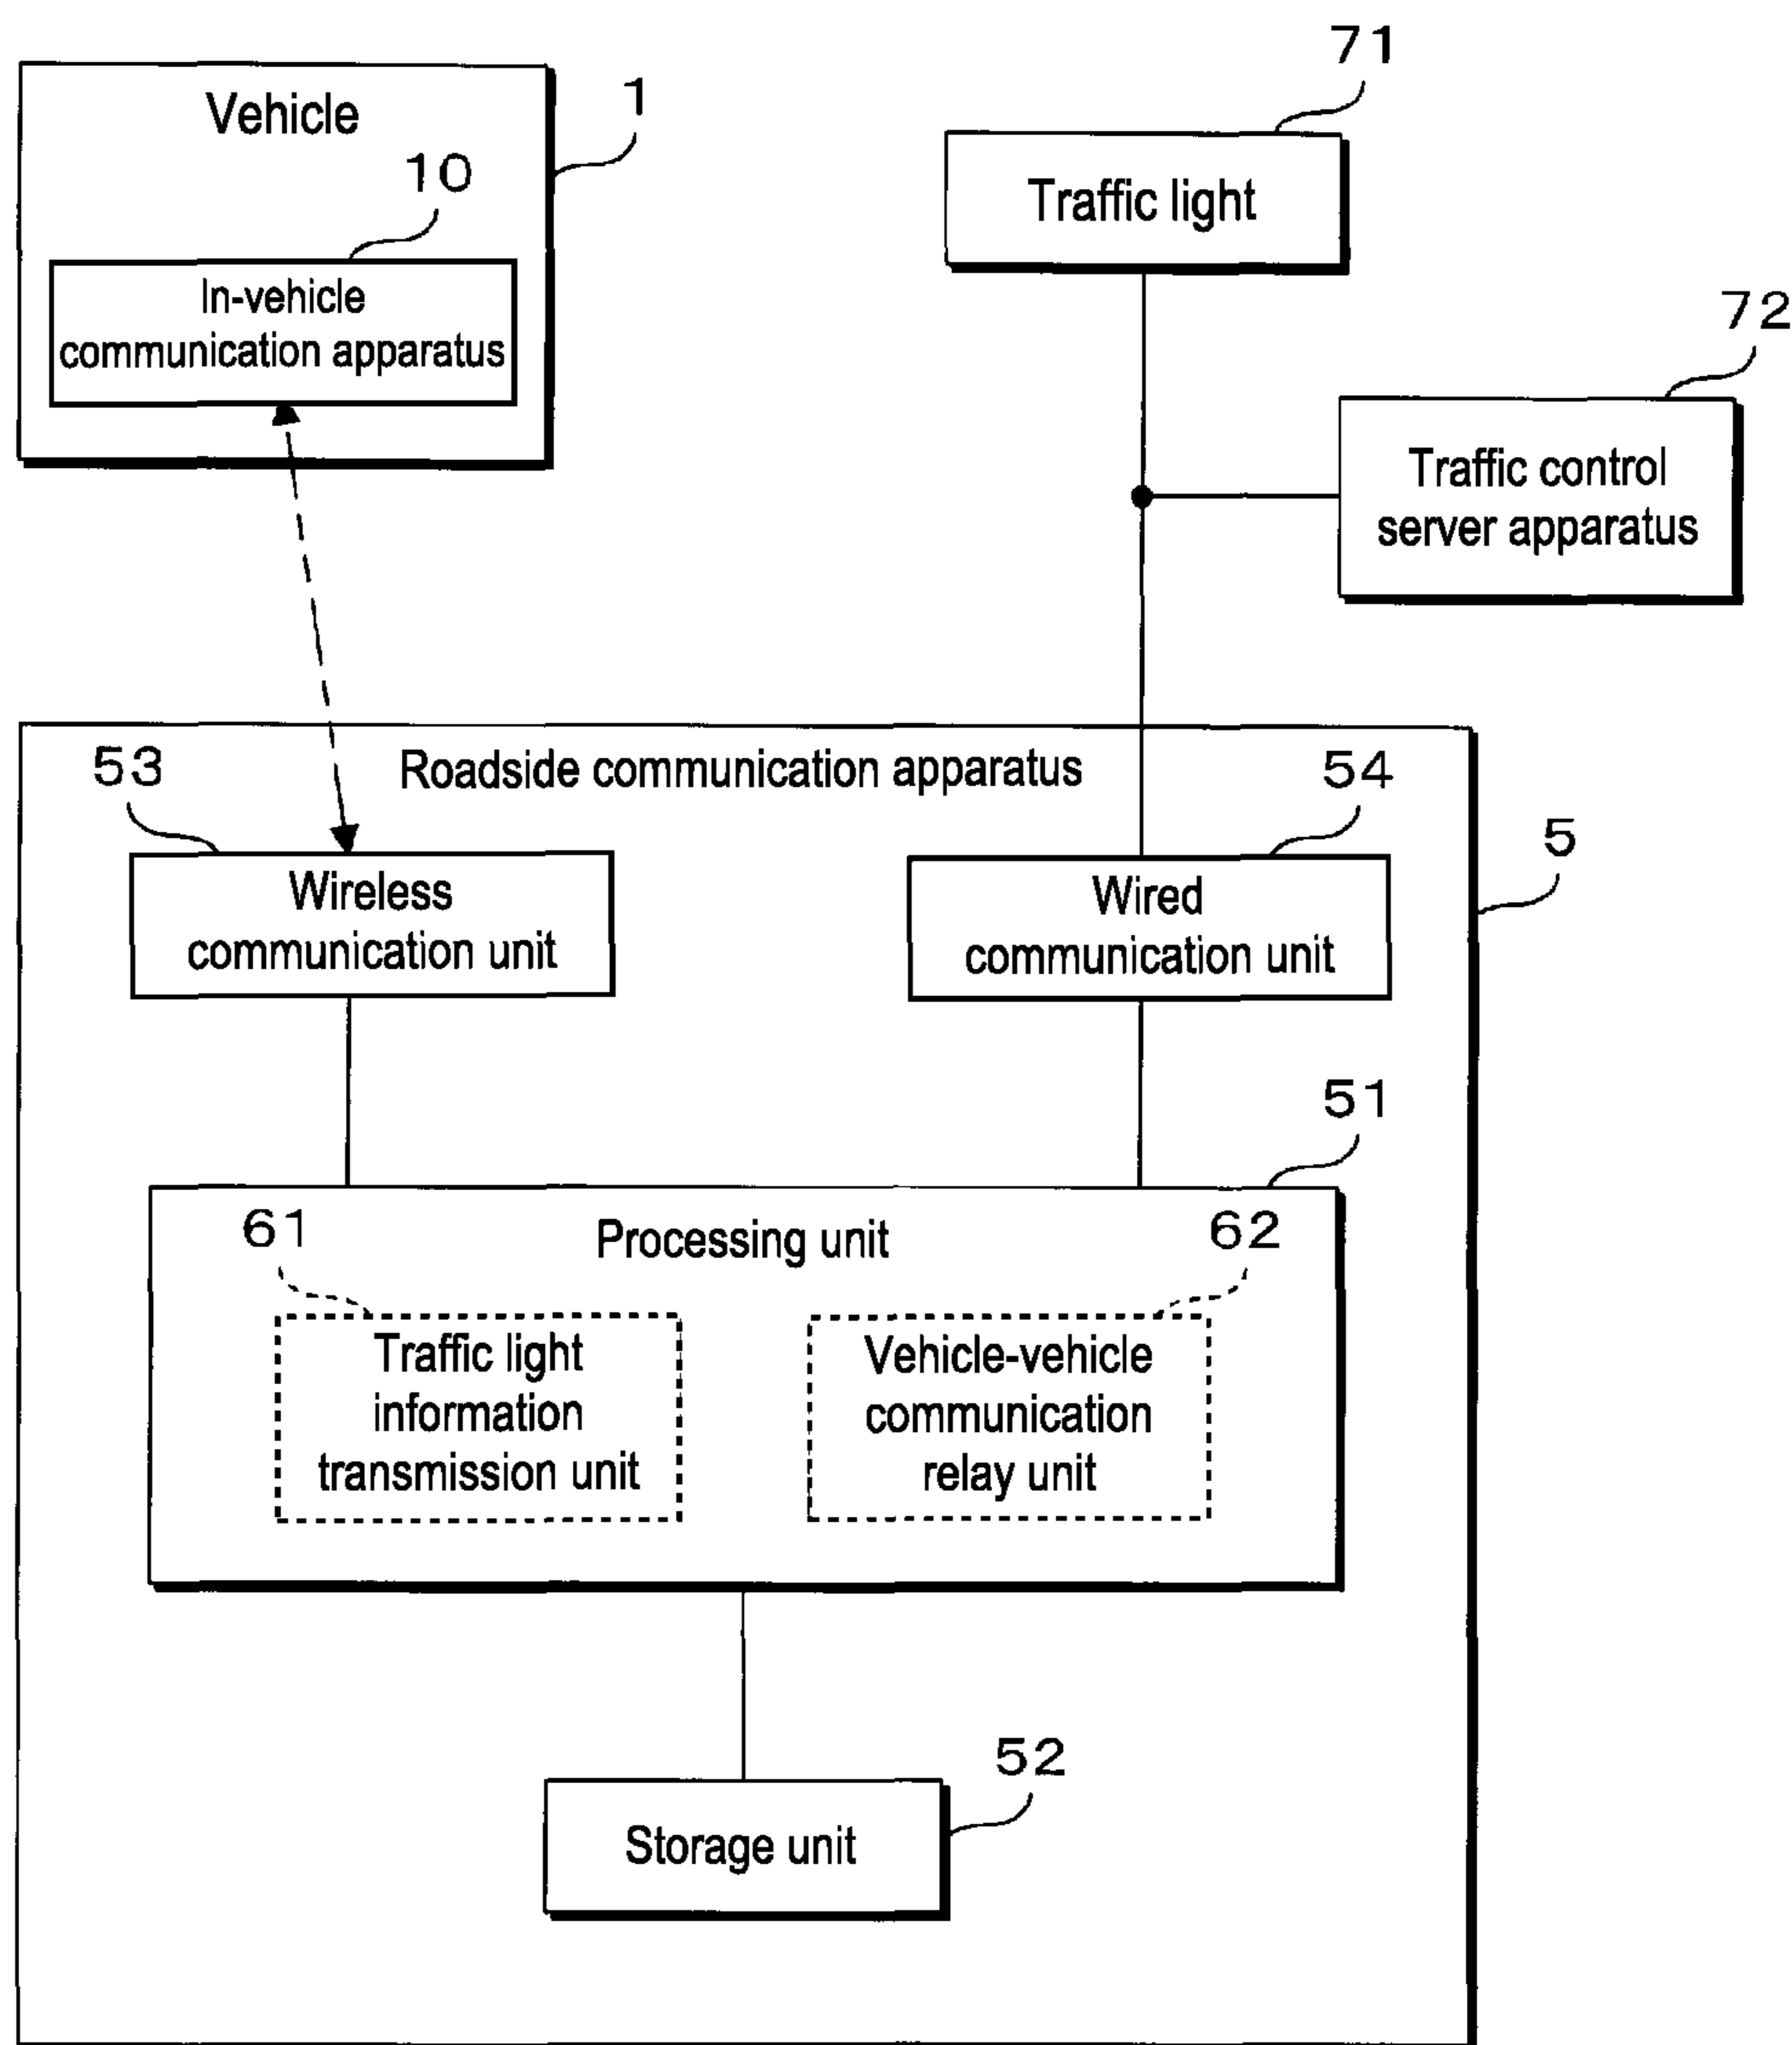 71
Vehicle
1
10
Traffic light
In-vehicle
communication apparatus
72
Traffic control
server apparatus
53
Roadside communication apparatus
54
5
Wireless
communication unit
Wired
communication unit
51
61
Processing unit
62
Traffic light
information
transmission unit
Vehicle-vehicle
communication
relay unit
52
Storage unit